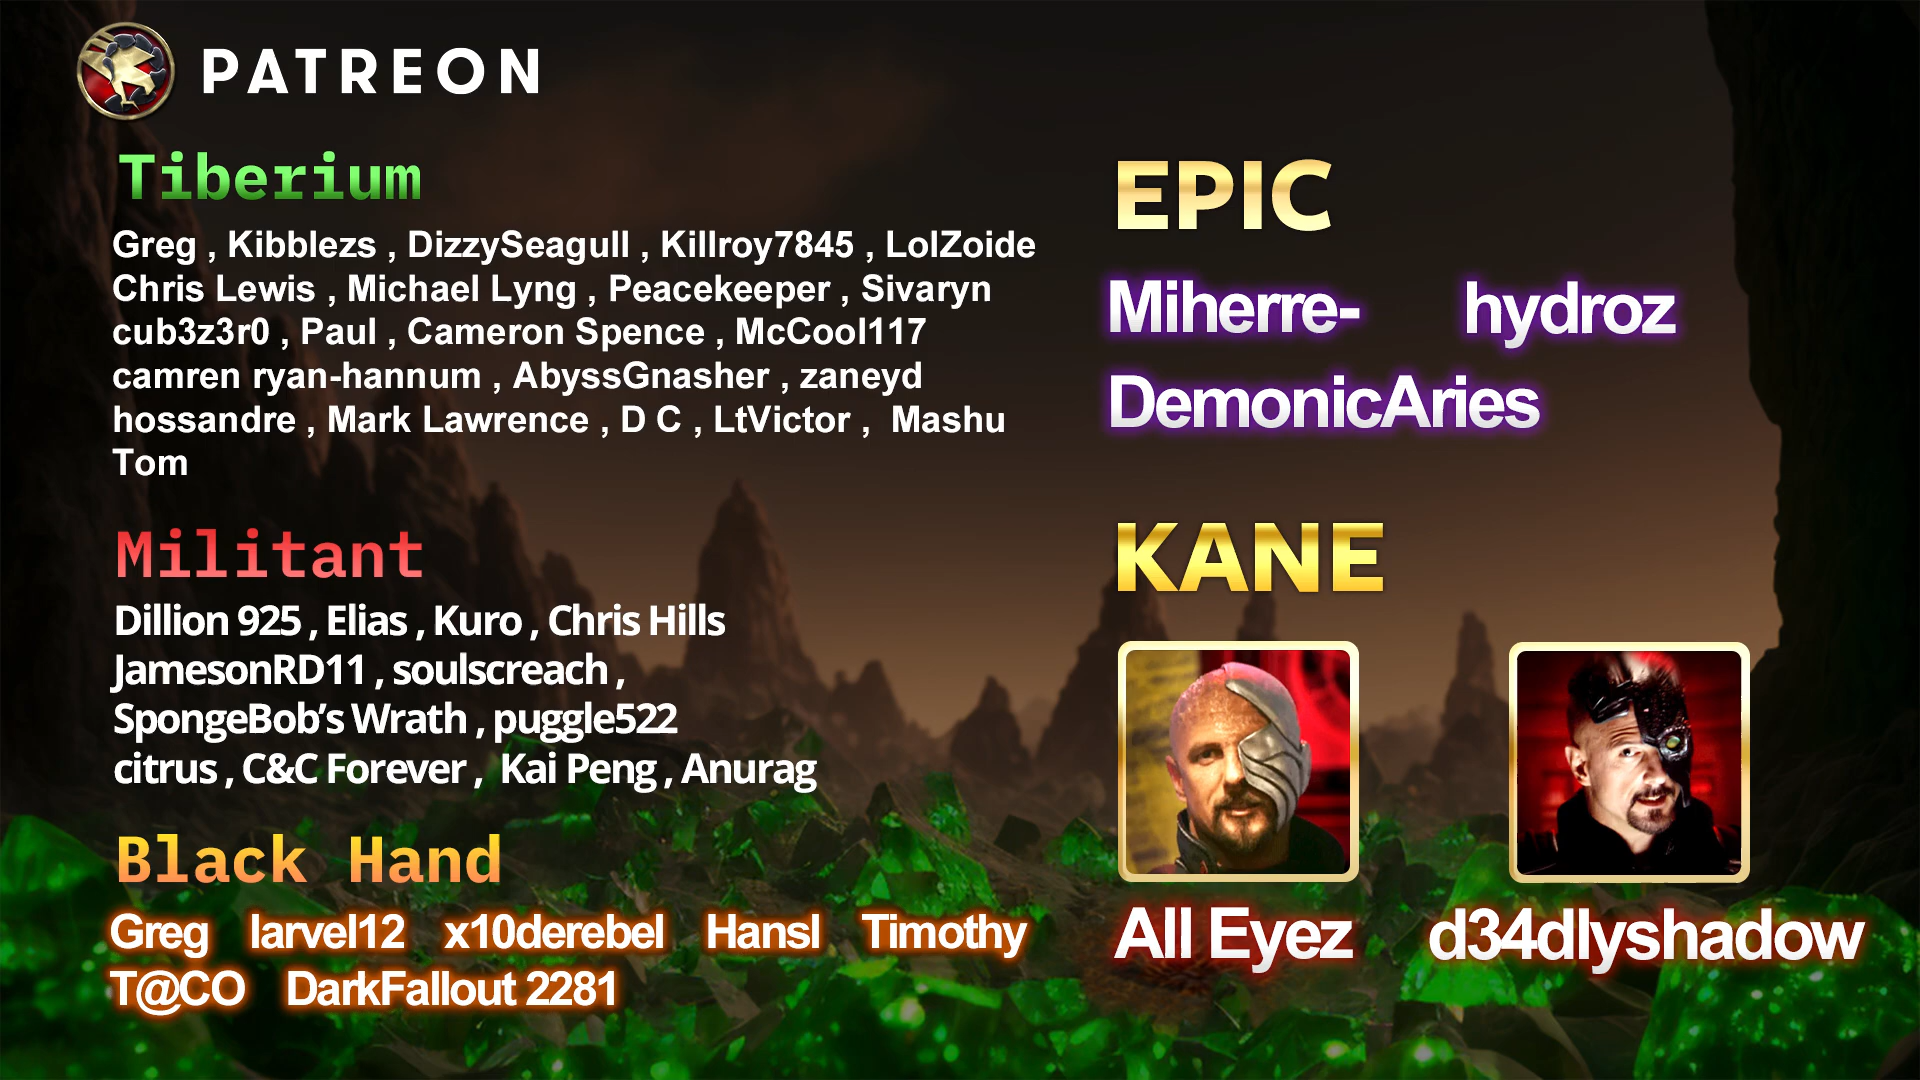 PATREON
Tiberium
Greg , Kibblezs , DizzySeagull , Killroy7845 , LolZoide
Chris Lewis , Michael Lyng , Peacekeeper , Sivaryn
cub3z3r0 , Paul , Cameron Spence , McCool117
camren ryan-hannum , AbyssGnasher , zaneyd
hossandre , Mark Lawrence , D C , LtVictor , Mashu
Tom
Militant
Dillion 925 , Elias , Kuro , Chris Hills
JamesonRD11 , soulscreach ,
SpongeBob’s Wrath , puggle522
citrus , C&C Forever , Kai Peng , Anurag
Black Hand
Greg larvel12 x10derebel Hansl Timothy
T@CO DarkFallout 2281
EPIC
Miherre- hydroz
DemonicAries
KANE
All Eyez d34dlyshadow